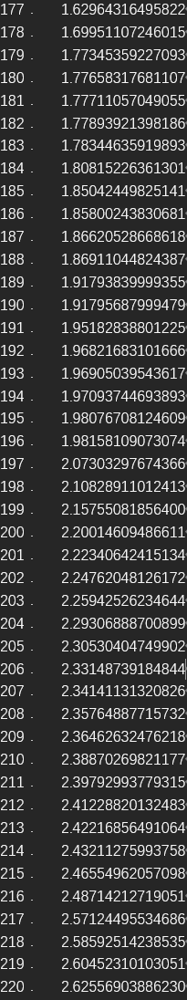 177 . 1.62964316495822
178 . 1.69951107246015
179 . 1.77345359227093
180 . 1.77658317681107
181 . 1.77711057049055
182 . 1.77893921398186
183 . 1.78344635919893
184 . 1.80815226361301
185 . 1.85042449825141
186 . 1.85800243830681
187 . 1.86620528668618
188 . 1.86911044824387
189 . 1.91793839999355
190 . 1.91795687999479
191 . 1.95182838801225
192 . 1.96821683101666
193 . 1.96905039543617
194 . 1.97093744693893
195 . 1.98076708124609
196 . 1.98158109073074
197 . 2.07303297674366
198 . 2.10828911012413
199 . 2.15755081856400
200 . 2.20014609486611
201 . 2.22340642415134
202 . 2.24762048126172
203 . 2.25942526234644
204 . 2.29306888700899
205 . 2.30530404749902
206 . 2.33148739184844
207 . 2.34141131320826
208 . 2.35764887715732
209 . 2.36462632476218
210 . 2.38870269821177
211 . 2.39792993779315
212 . 2.41228820132483
213 . 2.42216856491064
214 . 2.43211275993758
215 . 2.46554962057098
216 . 2.48714212719051
217 . 2.57124495534686
218 . 2.58592514238535
219 . 2.60452310103051
220 . 2.62556903886230